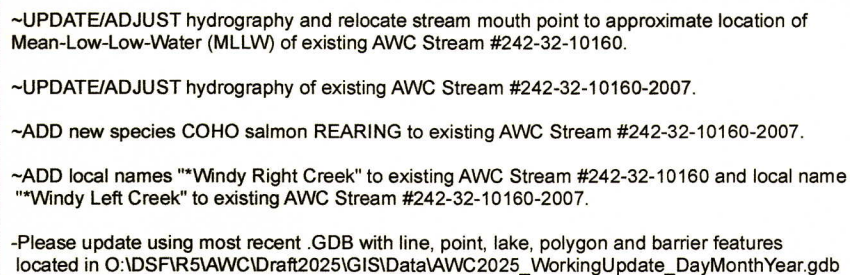 ~UPDATE/ADJUST hydrography and relocate stream mouth point to approximate location of
Mean-Low-Low-Water (MLLW) of existing AWC Stream #242-32-10160.
~UPDATE/ADJUST hydrography of existing AWC Stream #242-32-10160-2007.
~ADD new species COHO salmon REARING to existing AWC Stream #242-32-10160-2007.
~ADD local names "*Windy Right Creek" to existing AWC Stream #242-32-10160 and local name
"*Windy Left Creek" to existing AWC Stream #242-32-10160-2007.
-Please update using most recent .GDB with line, point, lake, polygon and barrier features
located in O:\DSF\R5\AWC\Draft2025\GIS\Data\AWC2025_WorkingUpdate_DayMonthYear.gdb